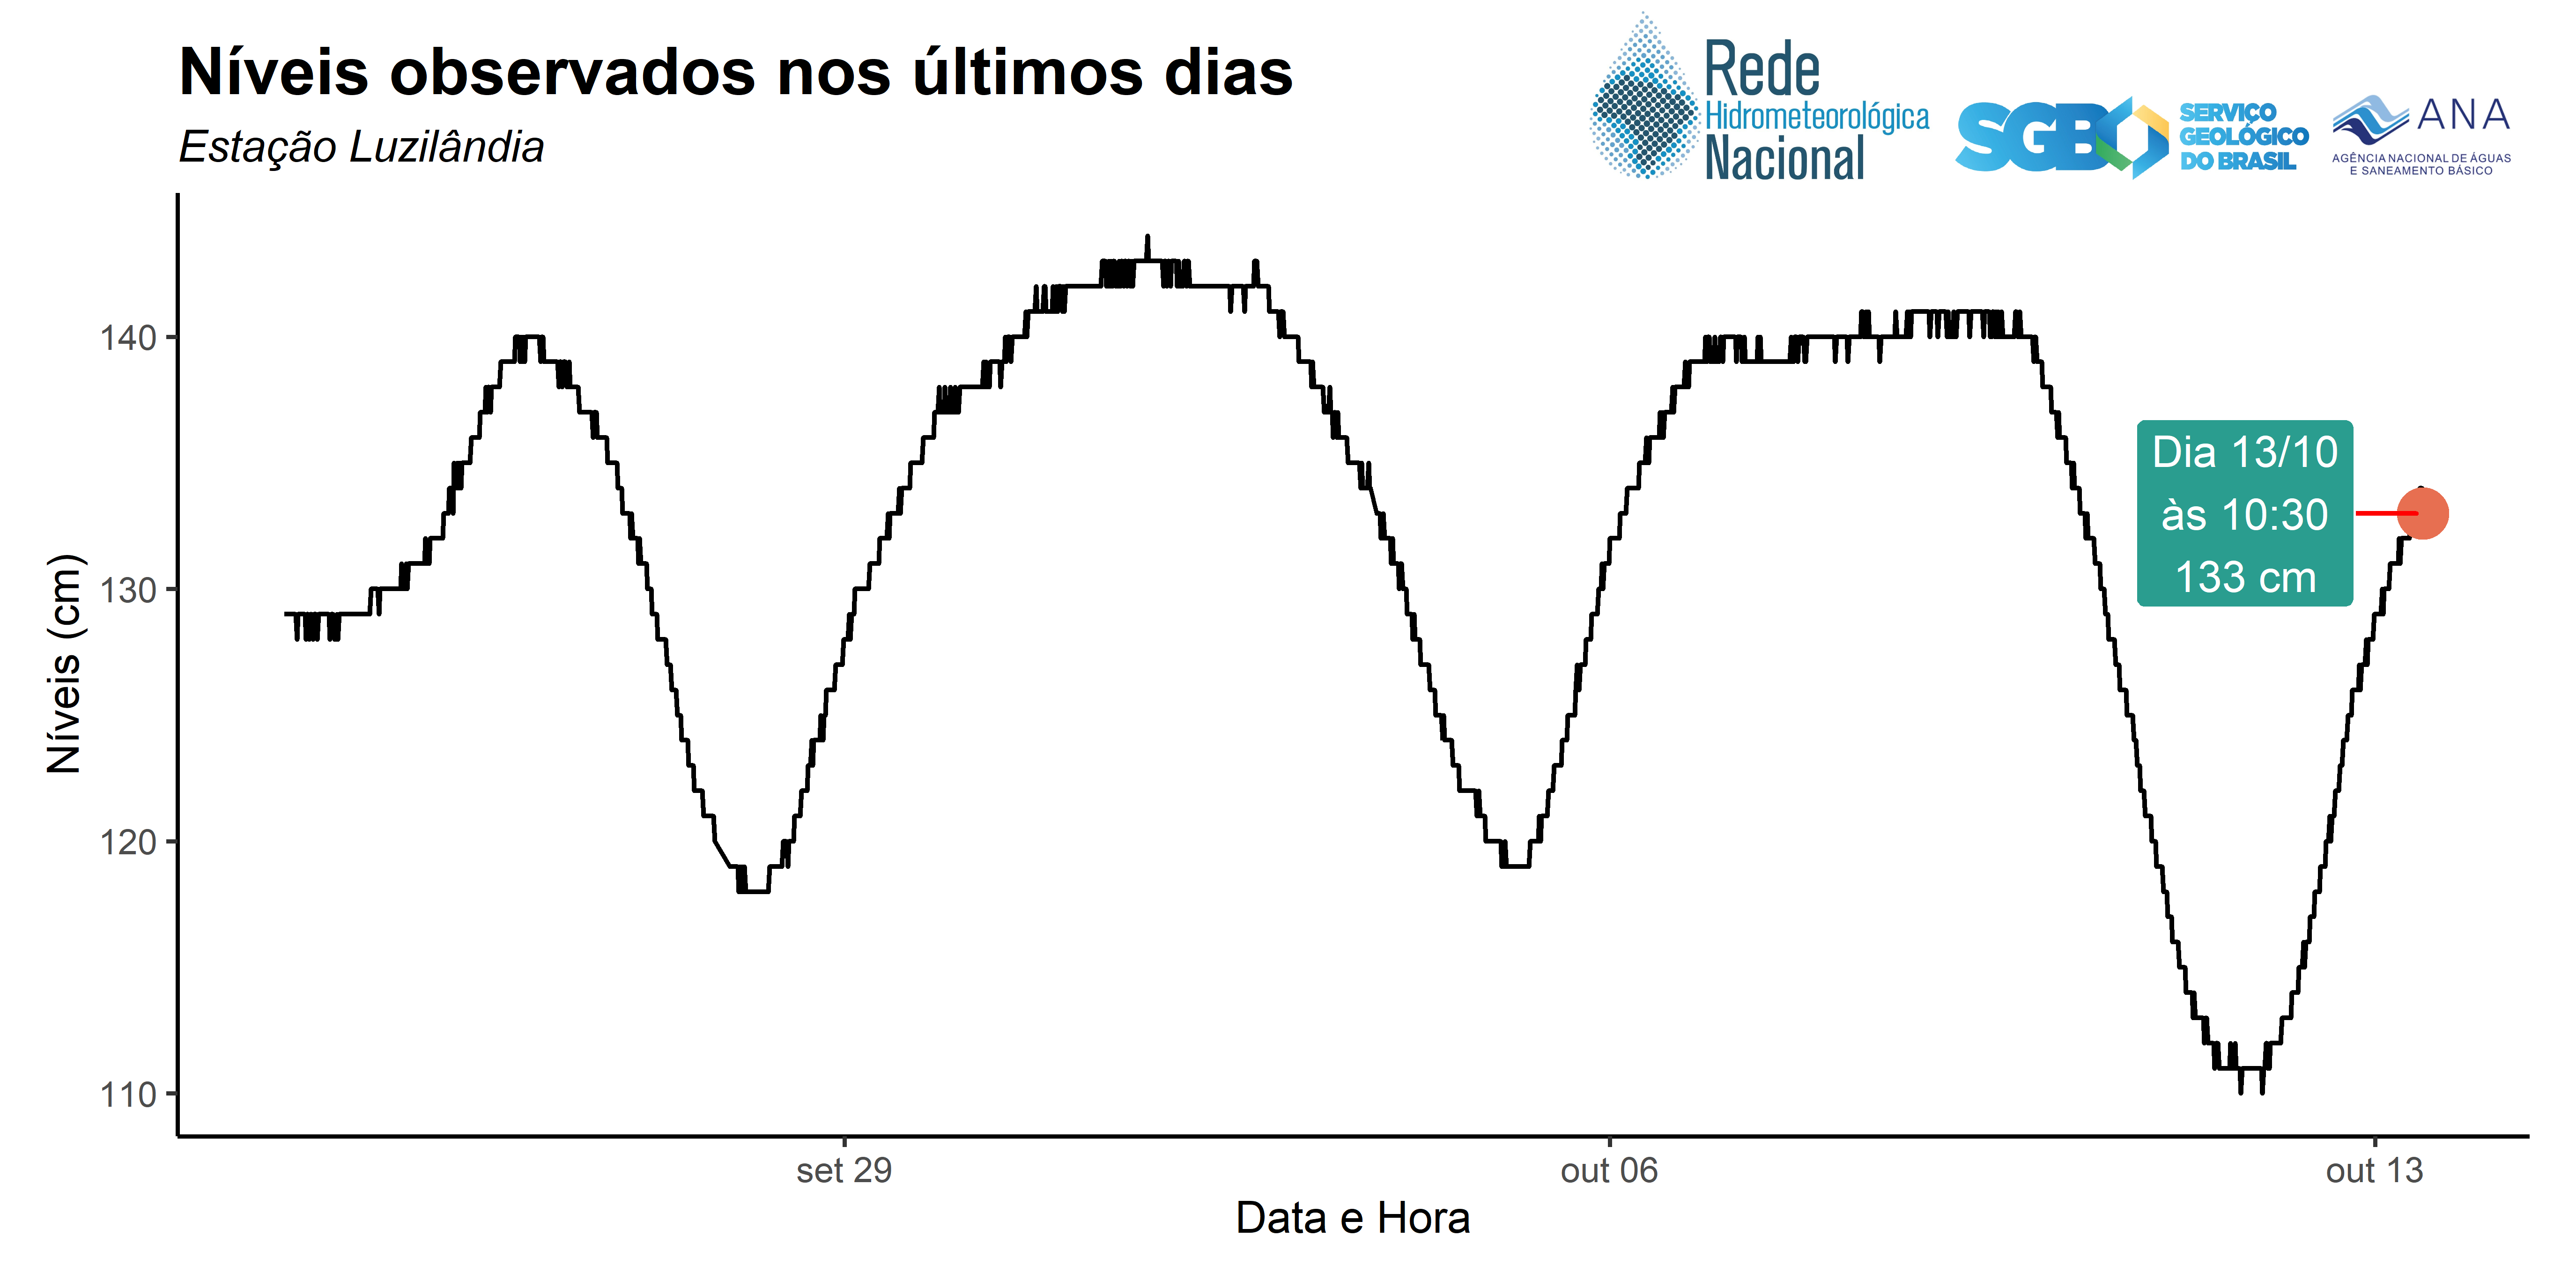 Níveis observados nos últimos dias
Estação Luzilândia
Rede
Hidrometeorológica
Nacional
SGB
SERVIÇO
GEOLÓGICO
DO BRASIL
ANA
AGÊNCIA NACIONAL DE ÁGUAS
E SANEAMENTO BÁSICO
Níveis (cm)
140
130
120
110
Dia 13/10
às 10:30
133 cm
set 29
out 06
out 13
Data e Hora